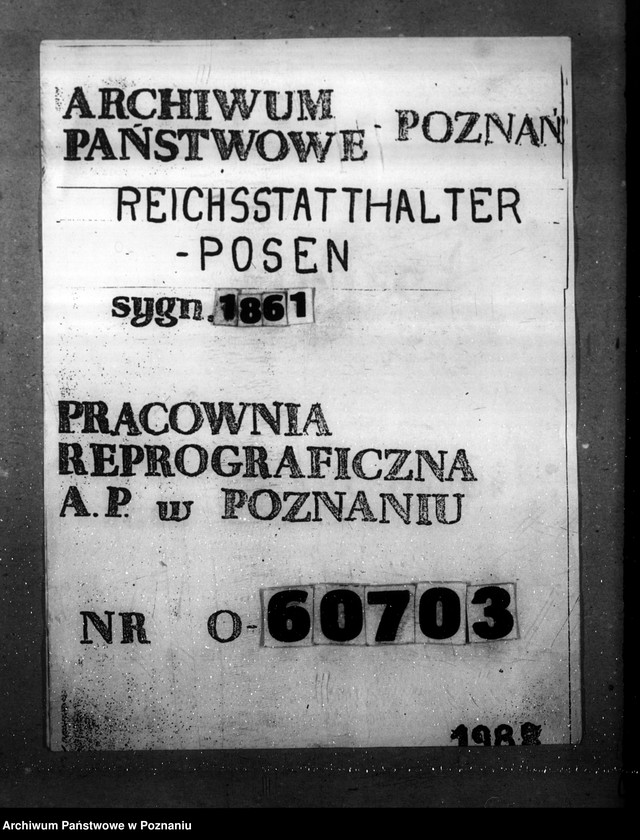 ARCHIWUM
PAŃSTWOWE - POZNAŃ
REICHSSTATTHALTER
-POSEN
sygn. 1861
PRACOWNIA
REPROGRAFICZNA
A.P. w POZNANIU
NR O-60703
Archiwum Państwowe w Poznaniu